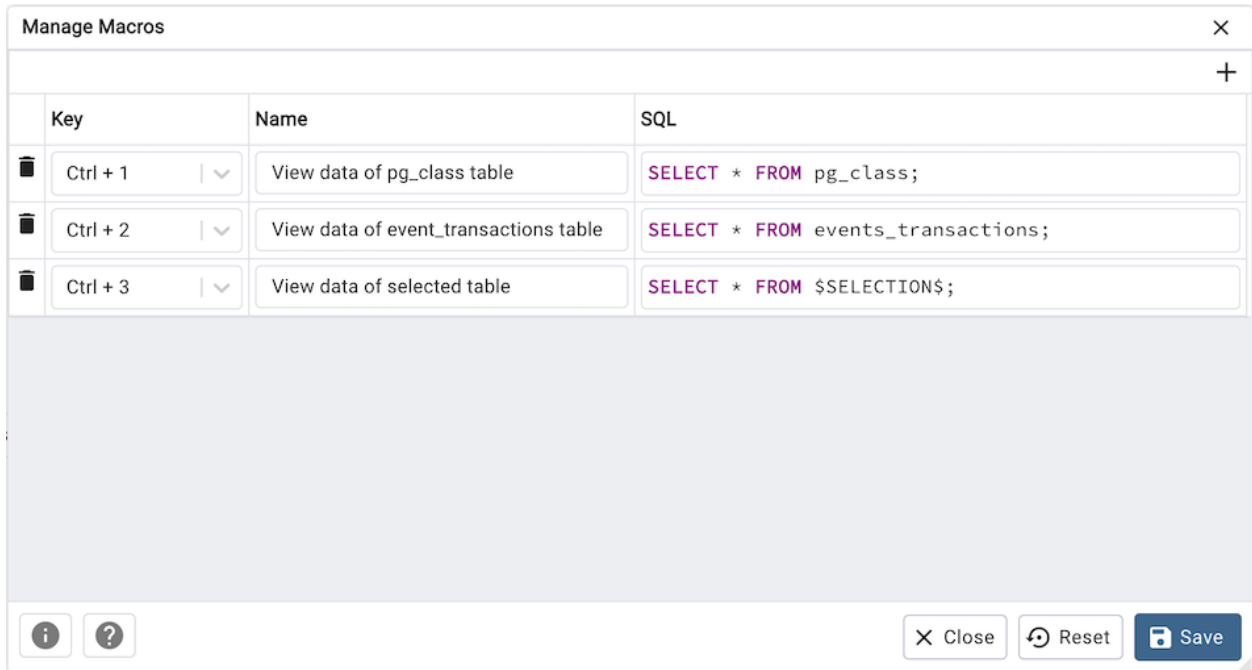 Manage Macros
Key Name SQL
Ctrl + 1 View data of pg_class table SELECT * FROM pg_class;
Ctrl + 2 View data of event_transactions table SELECT * FROM events_transactions;
Ctrl + 3 View data of selected table SELECT * FROM $SELECTION$;
Close Reset Save